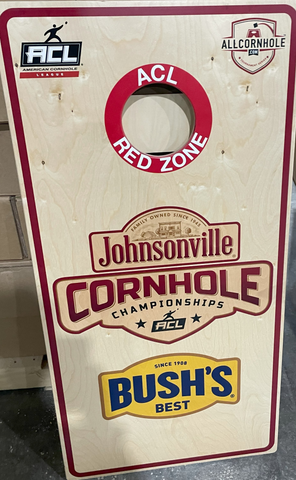 ACL
AMERICAN CORNHOLE
LEAGUE
ALLCORNHOLE
.COM
ACL
RED ZONE
FAMILY OWNED SINCE 1945
Johnsonville®
CORNHOLE
CHAMPIONSHIPS
ACL
SINCE 1908
BUSH'S®
BEST